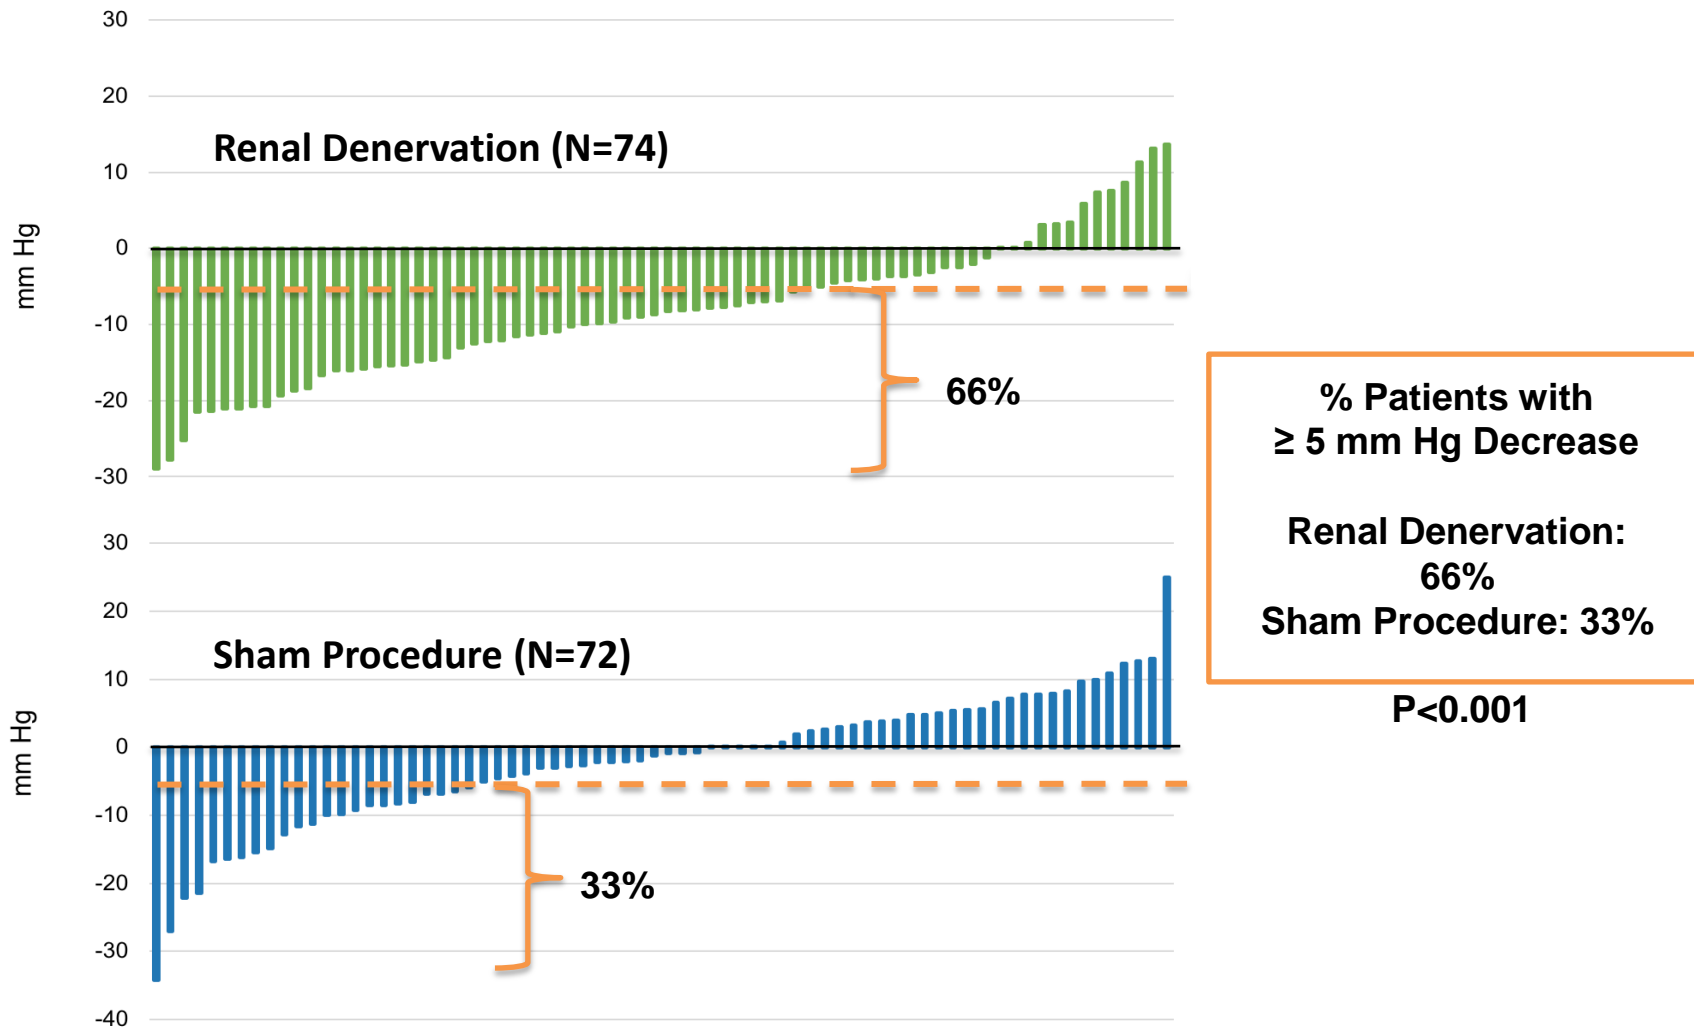 30
20
Renal Denervation (N=74)
10
mm Hg
0
-10
66%
-20
-30
30
20
Sham Procedure (N=72)
10
mm Hg
0
-10
33%
-20
-30
-40
% Patients with
≥ 5 mm Hg Decrease
Renal Denervation:
66%
Sham Procedure: 33%
P<0.001